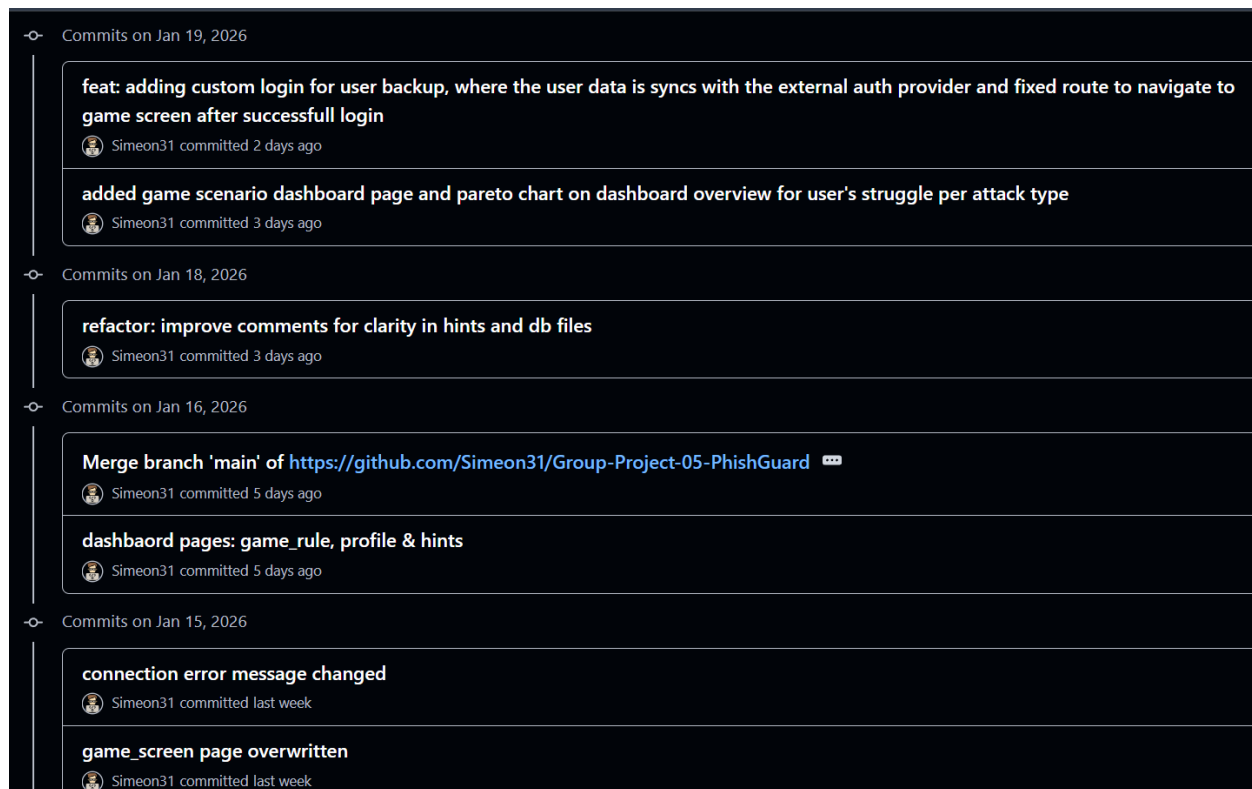 Commits on Jan 19, 2026
feat: adding custom login for user backup, where the user data is syncs with the external auth provider and fixed route to navigate to
game screen after successfull login
Simeon31 committed 2 days ago
added game scenario dashboard page and pareto chart on dashboard overview for user's struggle per attack type
Simeon31 committed 3 days ago
Commits on Jan 18, 2026
refactor: improve comments for clarity in hints and db files
Simeon31 committed 3 days ago
Commits on Jan 16, 2026
Merge branch 'main' of https://github.com/Simeon31/Group-Project-05-PhishGuard
Simeon31 committed 5 days ago
dashbaord pages: game_rule, profile & hints
Simeon31 committed 5 days ago
Commits on Jan 15, 2026
connection error message changed
Simeon31 committed last week
game_screen page overwritten
Simeon31 committed last week